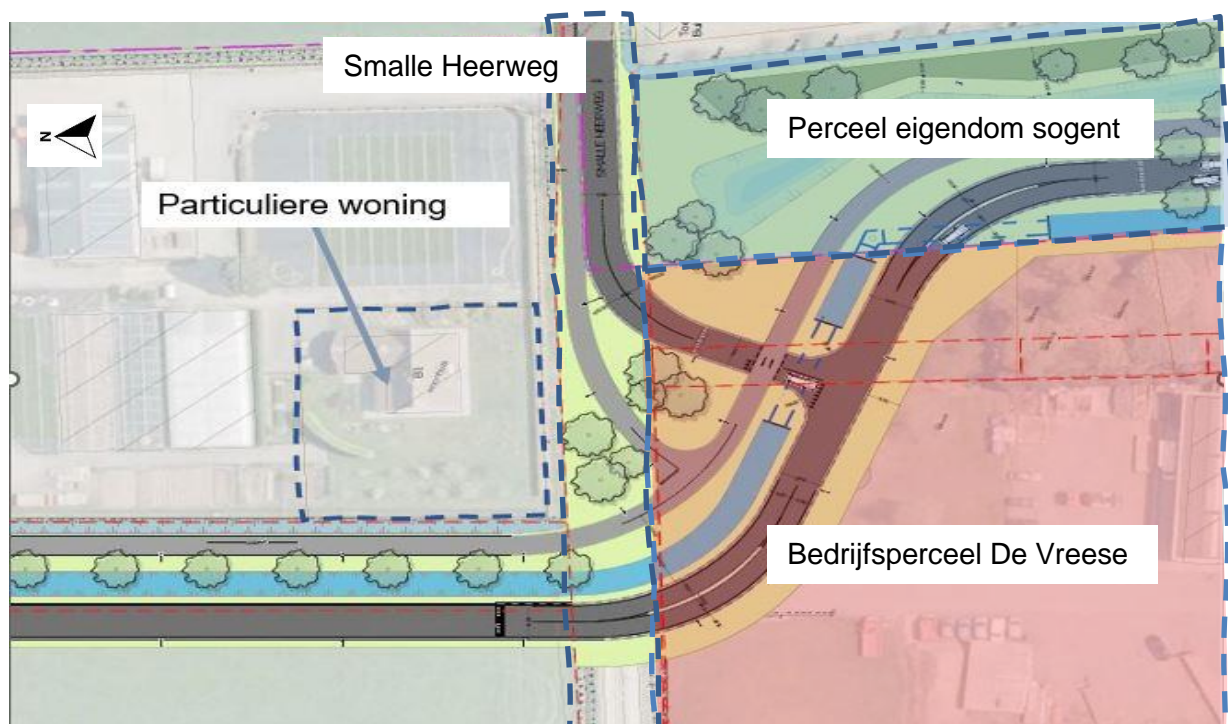 Smalle Heerweg
SMALLE HEERWEG
N
Perceel eigendom sogent
Particuliere woning
Bedrijfsperceel De Vreese